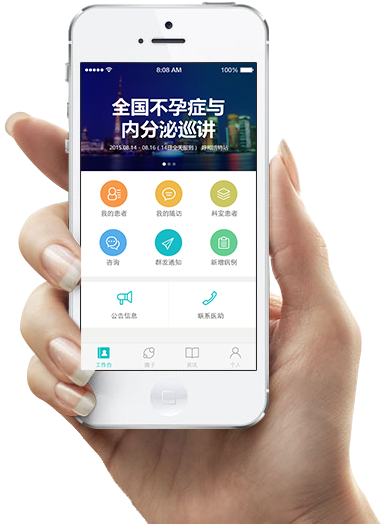 8:08 AM 100%
全国不孕症与
内分泌巡讲
2015.08.14 - 08.16 ( 14日全天报到 )
我的患者 我的随访 科室患者
咨询 群发通知 新增病例
公告信息 联系医助
工作台 圈子 资讯 个人